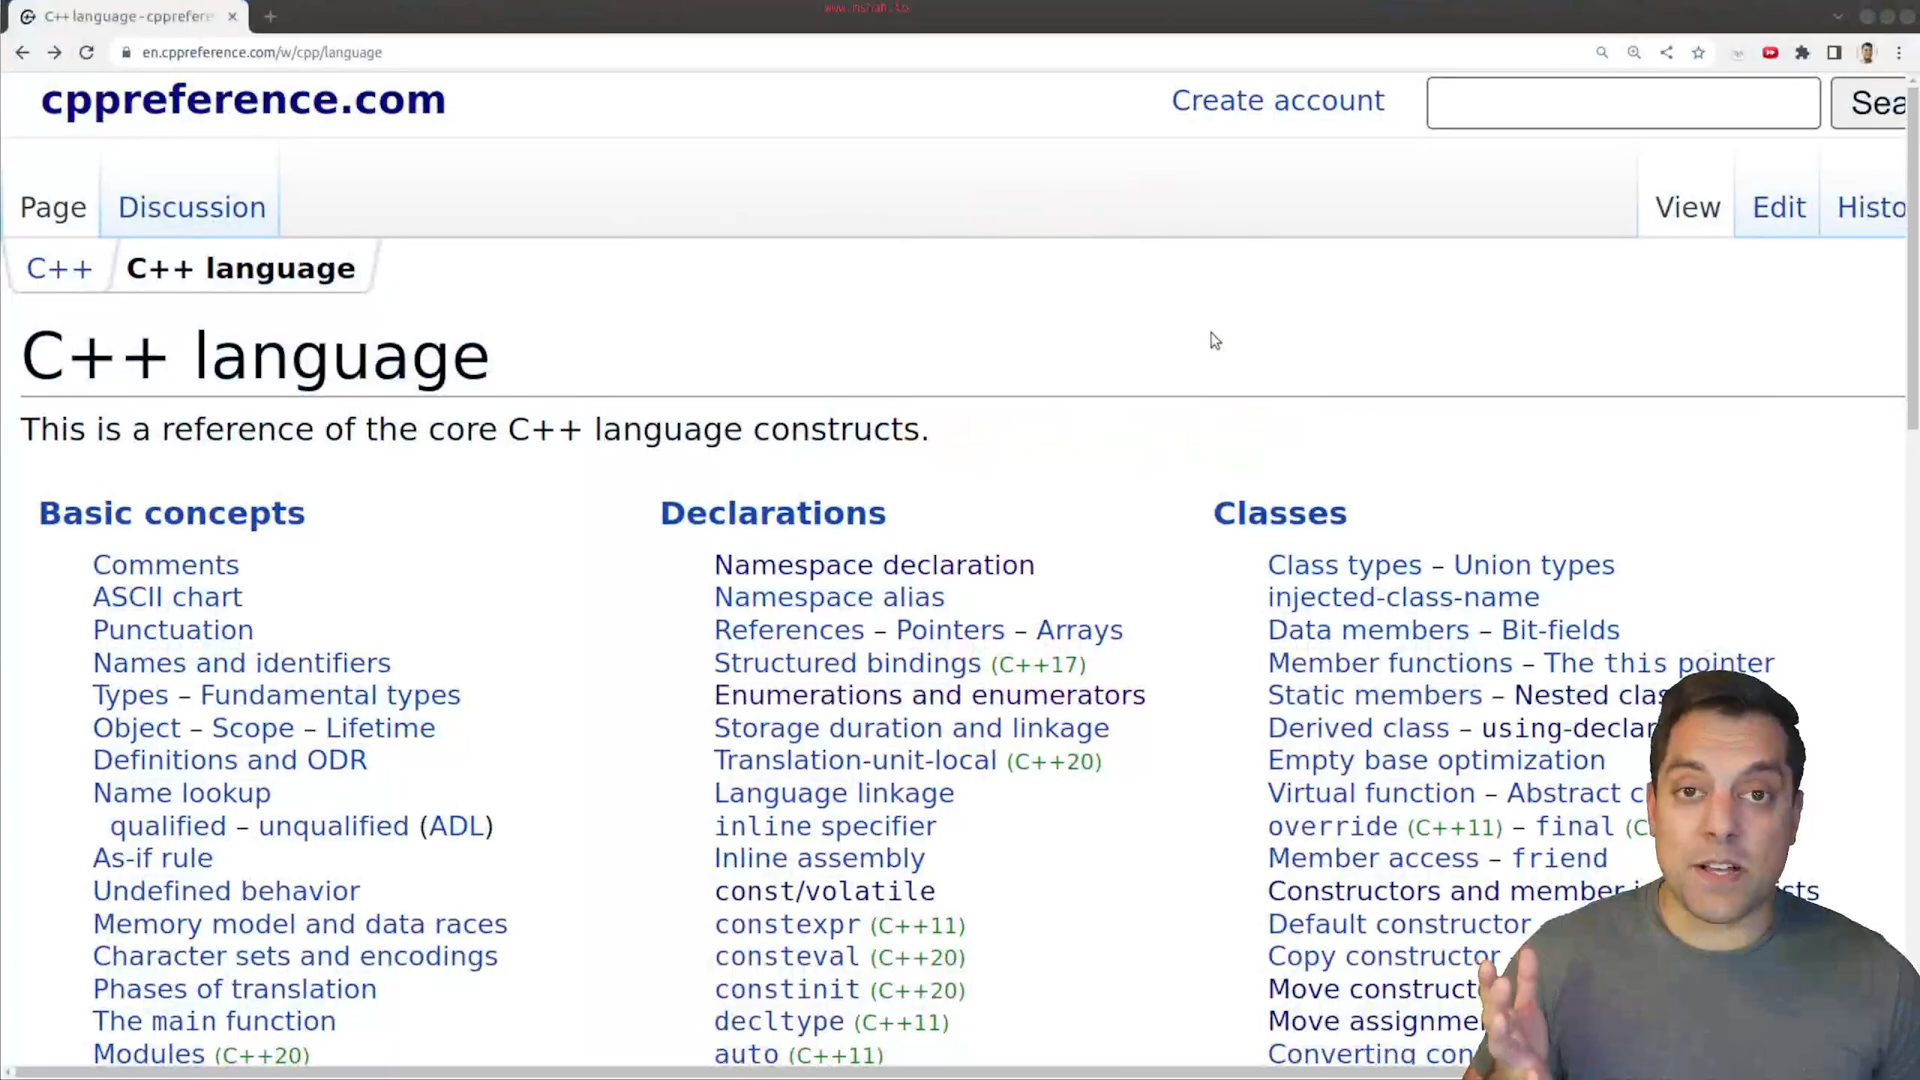 www.mshah.io
C++ language - cpprefere
en.cppreference.com/w/cpp/language
cppreference.com
Create account
Sea
Page
Discussion
View
Edit
Histo
C++
C++ language
C++ language
This is a reference of the core C++ language constructs.
Basic concepts
Comments
ASCII chart
Punctuation
Names and identifiers
Types – Fundamental types
Object – Scope – Lifetime
Definitions and ODR
Name lookup
qualified – unqualified (ADL)
As-if rule
Undefined behavior
Memory model and data races
Character sets and encodings
Phases of translation
The main function
Modules (C++20)
Declarations
Namespace declaration
Namespace alias
References – Pointers – Arrays
Structured bindings (C++17)
Enumerations and enumerators
Storage duration and linkage
Translation-unit-local (C++20)
Language linkage
inline specifier
Inline assembly
const/volatile
constexpr (C++11)
consteval (C++20)
constinit (C++20)
decltype (C++11)
auto (C++11)
Classes
Class types – Union types
injected-class-name
Data members – Bit-fields
Member functions – The this pointer
Static members – Nested clas
Derived class – using-declar
Empty base optimization
Virtual function – Abstract c
override (C++11) – final (C
Member access – friend
Constructors and member i sts
Default constructor
Copy constructor
Move construct
Move assignme
Converting con